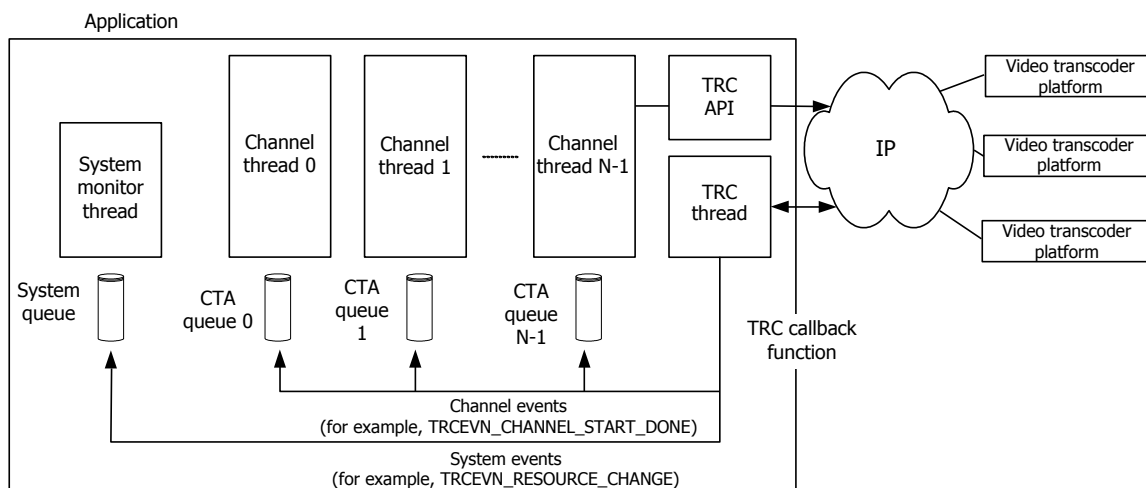 Application
System
monitor
thread
Channel
thread 0
Channel
thread 1
Channel
thread N-1
TRC
API
TRC
thread
IP
Video transcoder
platform
Video transcoder
platform
Video transcoder
platform
System
queue
CTA
queue 0
CTA
queue
1
CTA
queue
N-1
TRC callback
function
Channel events
(for example, TRCEVN_CHANNEL_START_DONE)
System events
(for example, TRCEVN_RESOURCE_CHANGE)